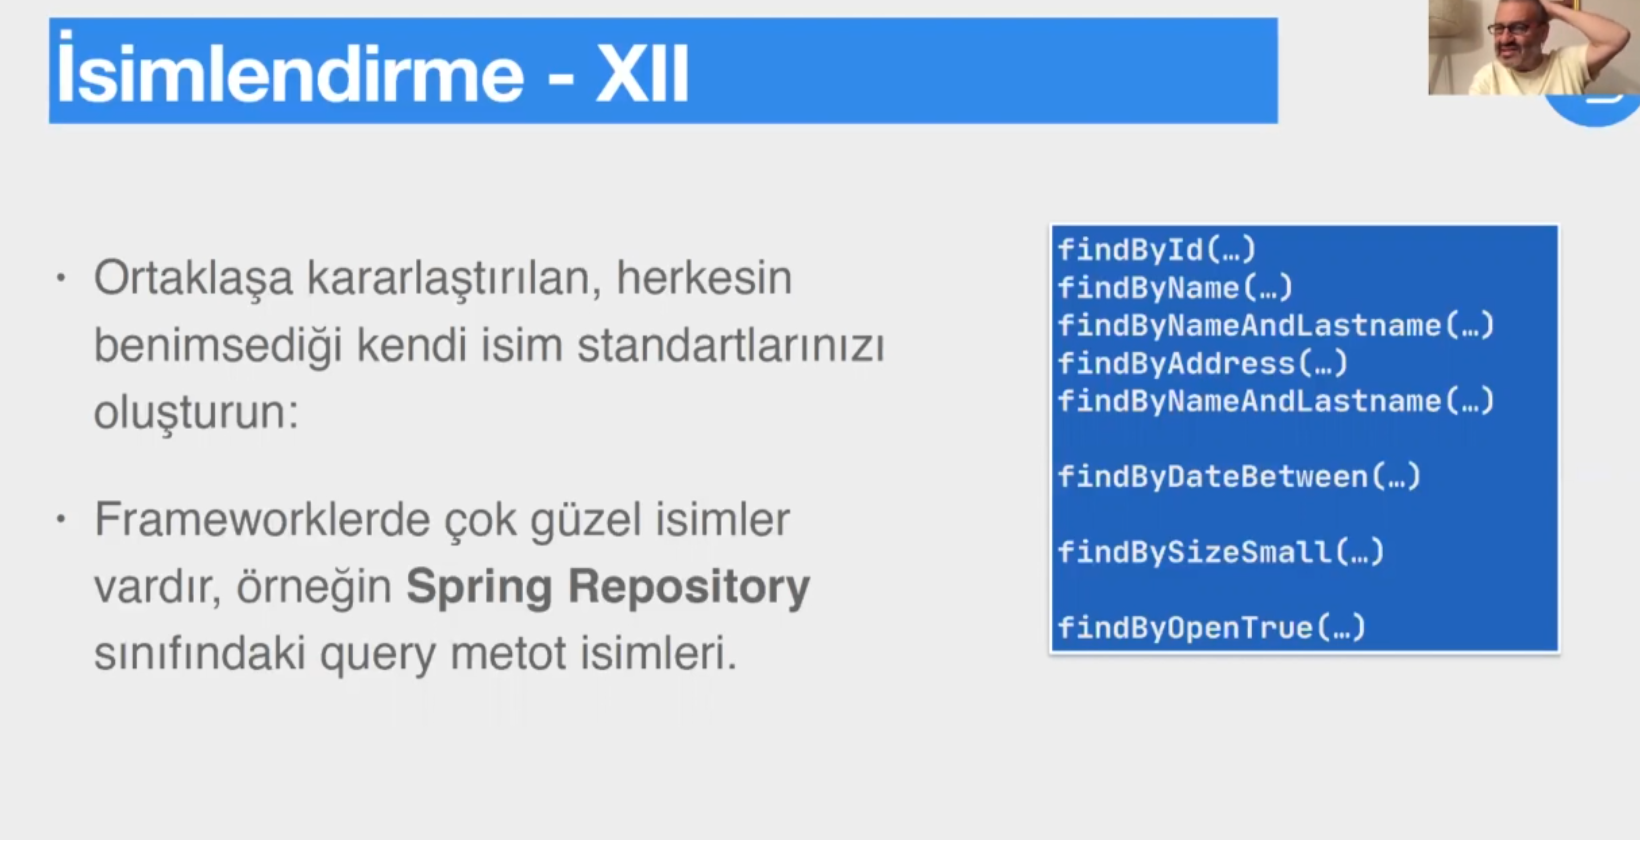 İsimlendirme - XII
• Ortaklaşa kararlaştırılan, herkesin
benimsediği kendi isim standartlarınızı
oluşturun:
• Frameworklerde çok güzel isimler
vardır, örneğin Spring Repository
sınıfındaki query metot isimleri.
findById(…)
findByName(…)
findByNameAndLastname(…)
findByAddress(…)
findByNameAndLastname(…)
findByDateBetween(…)
findBySizeSmall(…)
findByOpenTrue(…)